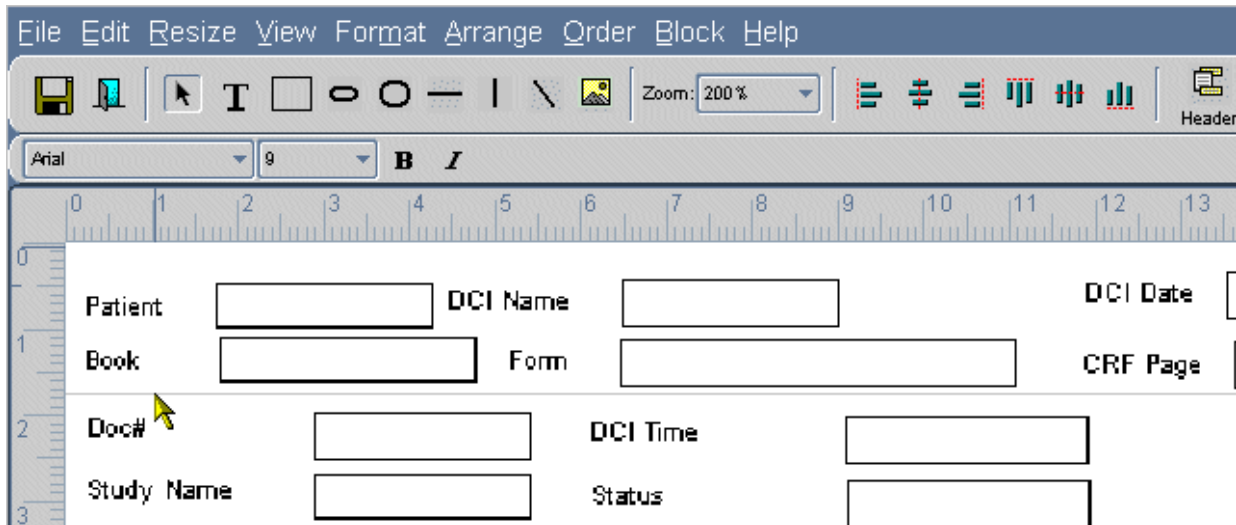 File Edit Resize View Format Arrange Order Block Help
T Zoom: 200% Header
Arial 9 B I
0 1 2 3 4 5 6 7 8 9 10 11 12 13
0
Patient DCI Name DCI Date
1
Book Form CRF Page
2
Doc# DCI Time
Study Name Status
3